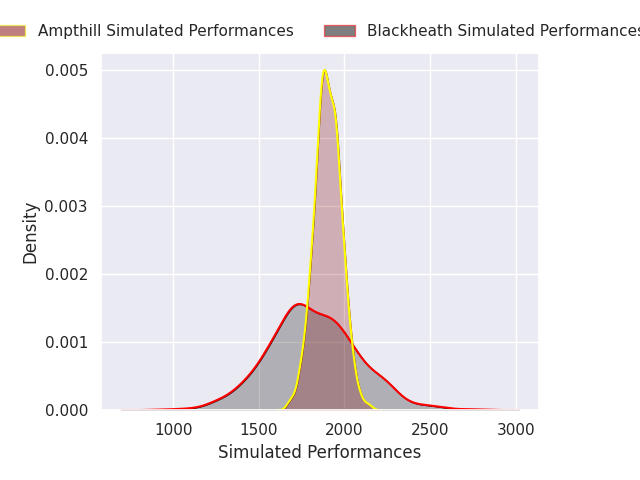 Ampthill Simulated Performances Blackheath Simulated Performances
0.005
0.004
0.003
0.002
0.001
0.000
Density
1000 1500 2000 2500 3000
Simulated Performances